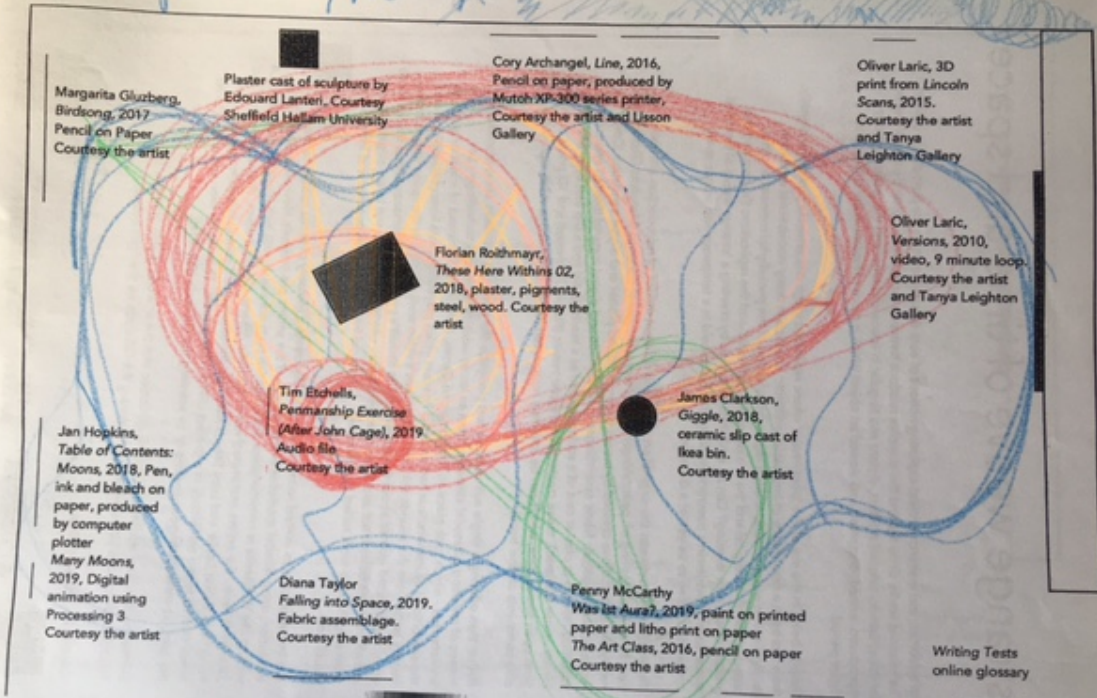 Margarita Gluzberg,
Birdsong, 2017
Pencil on Paper
Courtesy the artist
Plaster cast of sculpture by
Edouard Lanteri. Courtesy
Sheffield Hallam University
Cory Archangel, Line, 2016,
Pencil on paper, produced by
Mutoh XP-300 series printer,
Courtesy the artist and Lisson
Gallery
Oliver Laric, 3D
print from Lincoln
Scans, 2015.
Courtesy the artist
and Tanya
Leighton Gallery
Oliver Laric,
Versions, 2010,
video, 9 minute loop.
Courtesy the artist
and Tanya Leighton
Gallery
Florian Roithmayr,
These Here Withins 02,
2018, plaster, pigments,
steel, wood. Courtesy the
artist
Tim Etchells,
Penmanship Exercise
(After John Cage), 2019
Audio file
Courtesy the artist
James Clarkson,
Giggle, 2018,
ceramic slip cast of
Ikea bin.
Courtesy the artist
Jan Hopkins,
Table of Contents:
Moons, 2018, Pen,
ink and bleach on
paper, produced
by computer
plotter
Many Moons,
2019, Digital
animation using
Processing 3
Courtesy the artist
Diana Taylor
Falling into Space, 2019.
Fabric assemblage.
Courtesy the artist
Penny McCarthy
Was Ist Aura?, 2019, paint on printed
paper and litho print on paper
The Art Class, 2016, pencil on paper
Courtesy the artist
Writing Tests
online glossary